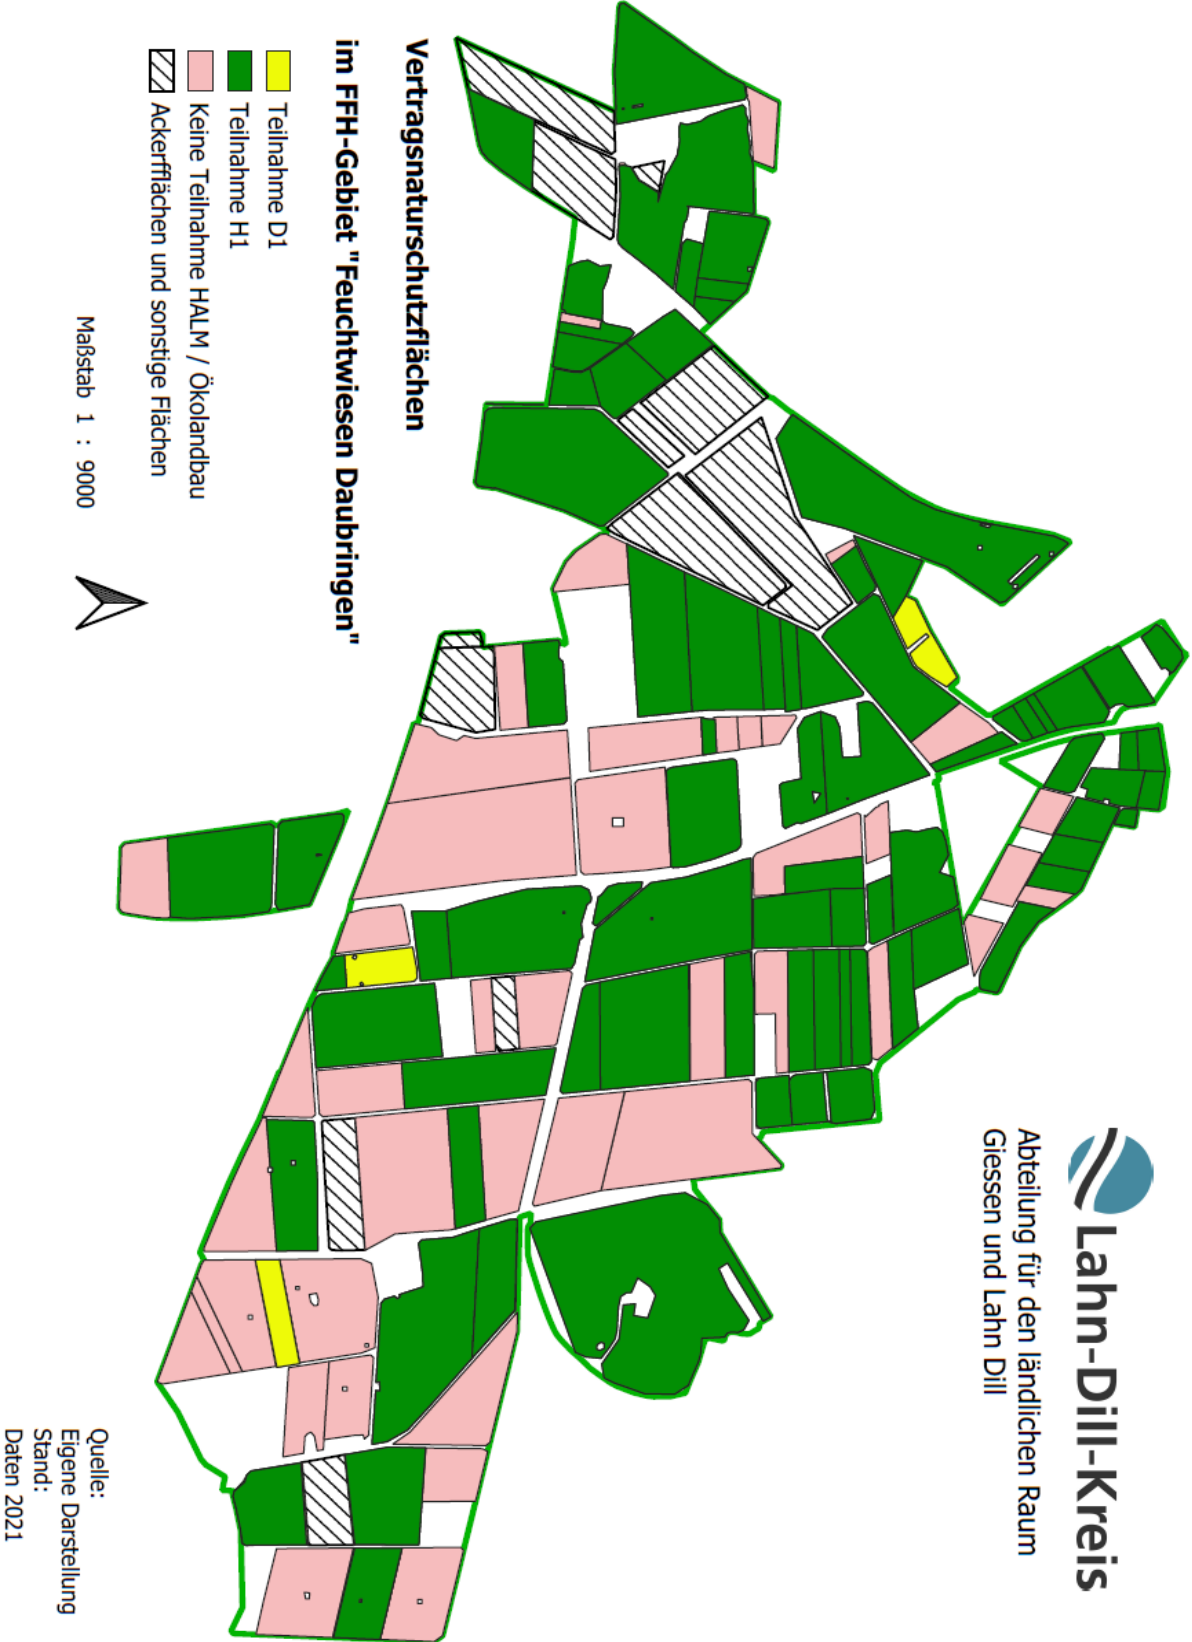 Lahn-Dill-Kreis
Abteilung für den ländlichen Raum
Giessen und Lahn Dill
Vertragsnaturschutzflächen
im FFH-Gebiet "Feuchtwiesen Daubringen"
Teilnahme D1
Teilnahme H1
Keine Teilnahme HALM / Ökolandbau
Ackerfflächen und sonstige Flächen
Maßstab 1 : 9000
Quelle:
Eigene Darstellung
Stand:
Daten 2021